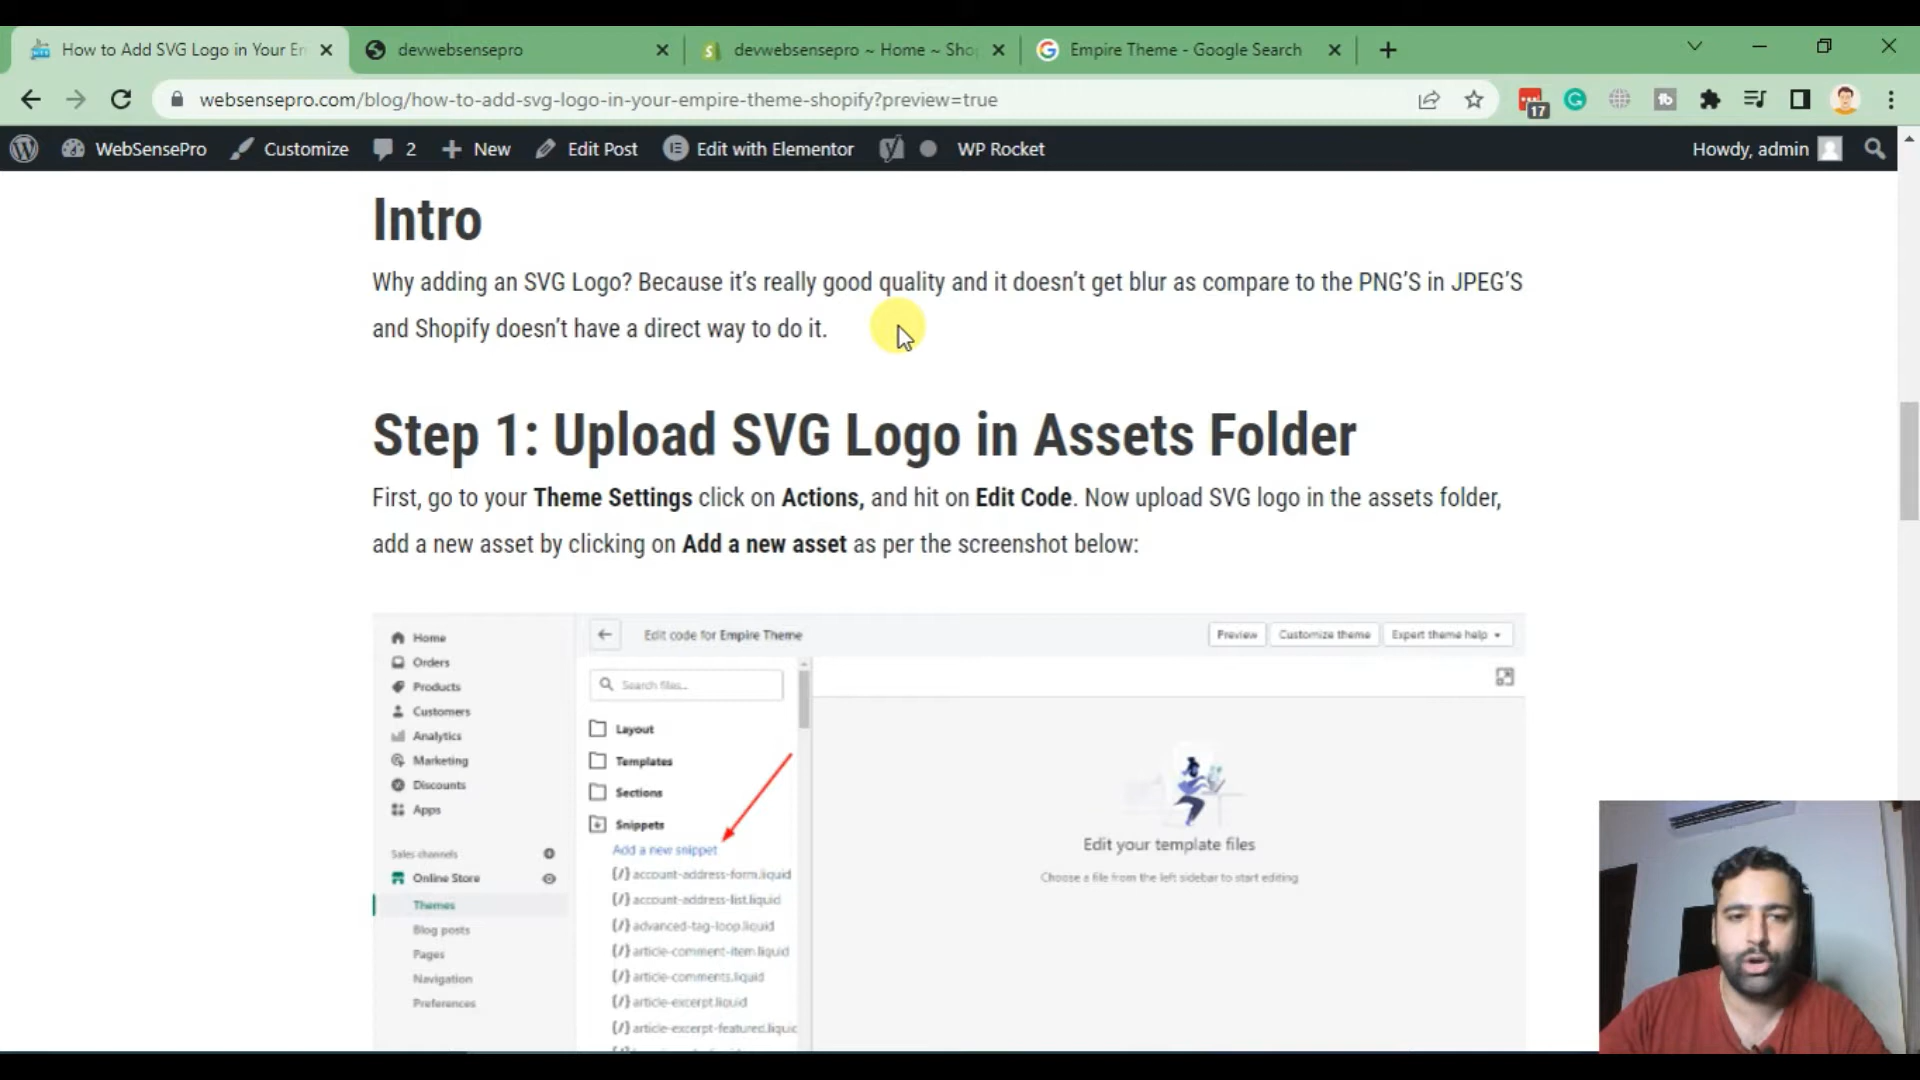 How to Add SVG Logo in Your Em
devwebsensepro
devwebsensepro ~ Home ~ Sho
Empire Theme - Google Search
websensepro.com/blog/how-to-add-svg-logo-in-your-empire-theme-shopify?preview=true
17
WebSensePro
Customize
2
New
Edit Post
Edit with Elementor
WP Rocket
Howdy, admin
Intro
Why adding an SVG Logo? Because it's really good quality and it doesn't get blur as compare to the PNG'S in JPEG'S
and Shopify doesn't have a direct way to do it.
Step 1: Upload SVG Logo in Assets Folder
First, go to your Theme Settings click on Actions, and hit on Edit Code. Now upload SVG logo in the assets folder,
add a new asset by clicking on Add a new asset as per the screenshot below:
Home
Orders
Products
Customers
Analytics
Marketing
Discounts
Apps
Sales channels
Online Store
Themes
Blog posts
Pages
Navigation
Preferences
Edit code for Empire Theme
Preview
Customize theme
Expert theme help
Search files...
Layout
Templates
Sections
Snippets
Add a new snippet
{/} account-address-form.liquid
{/} account-address-list.liquid
{/} advanced-tag-loop.liquid
{/} article-comment-item.liquid
{/} article-comments.liquid
{/} article-excerpt.liquid
{/} article-excerpt-featured.liquid
Edit your template files
Choose a file from the left sidebar to start editing